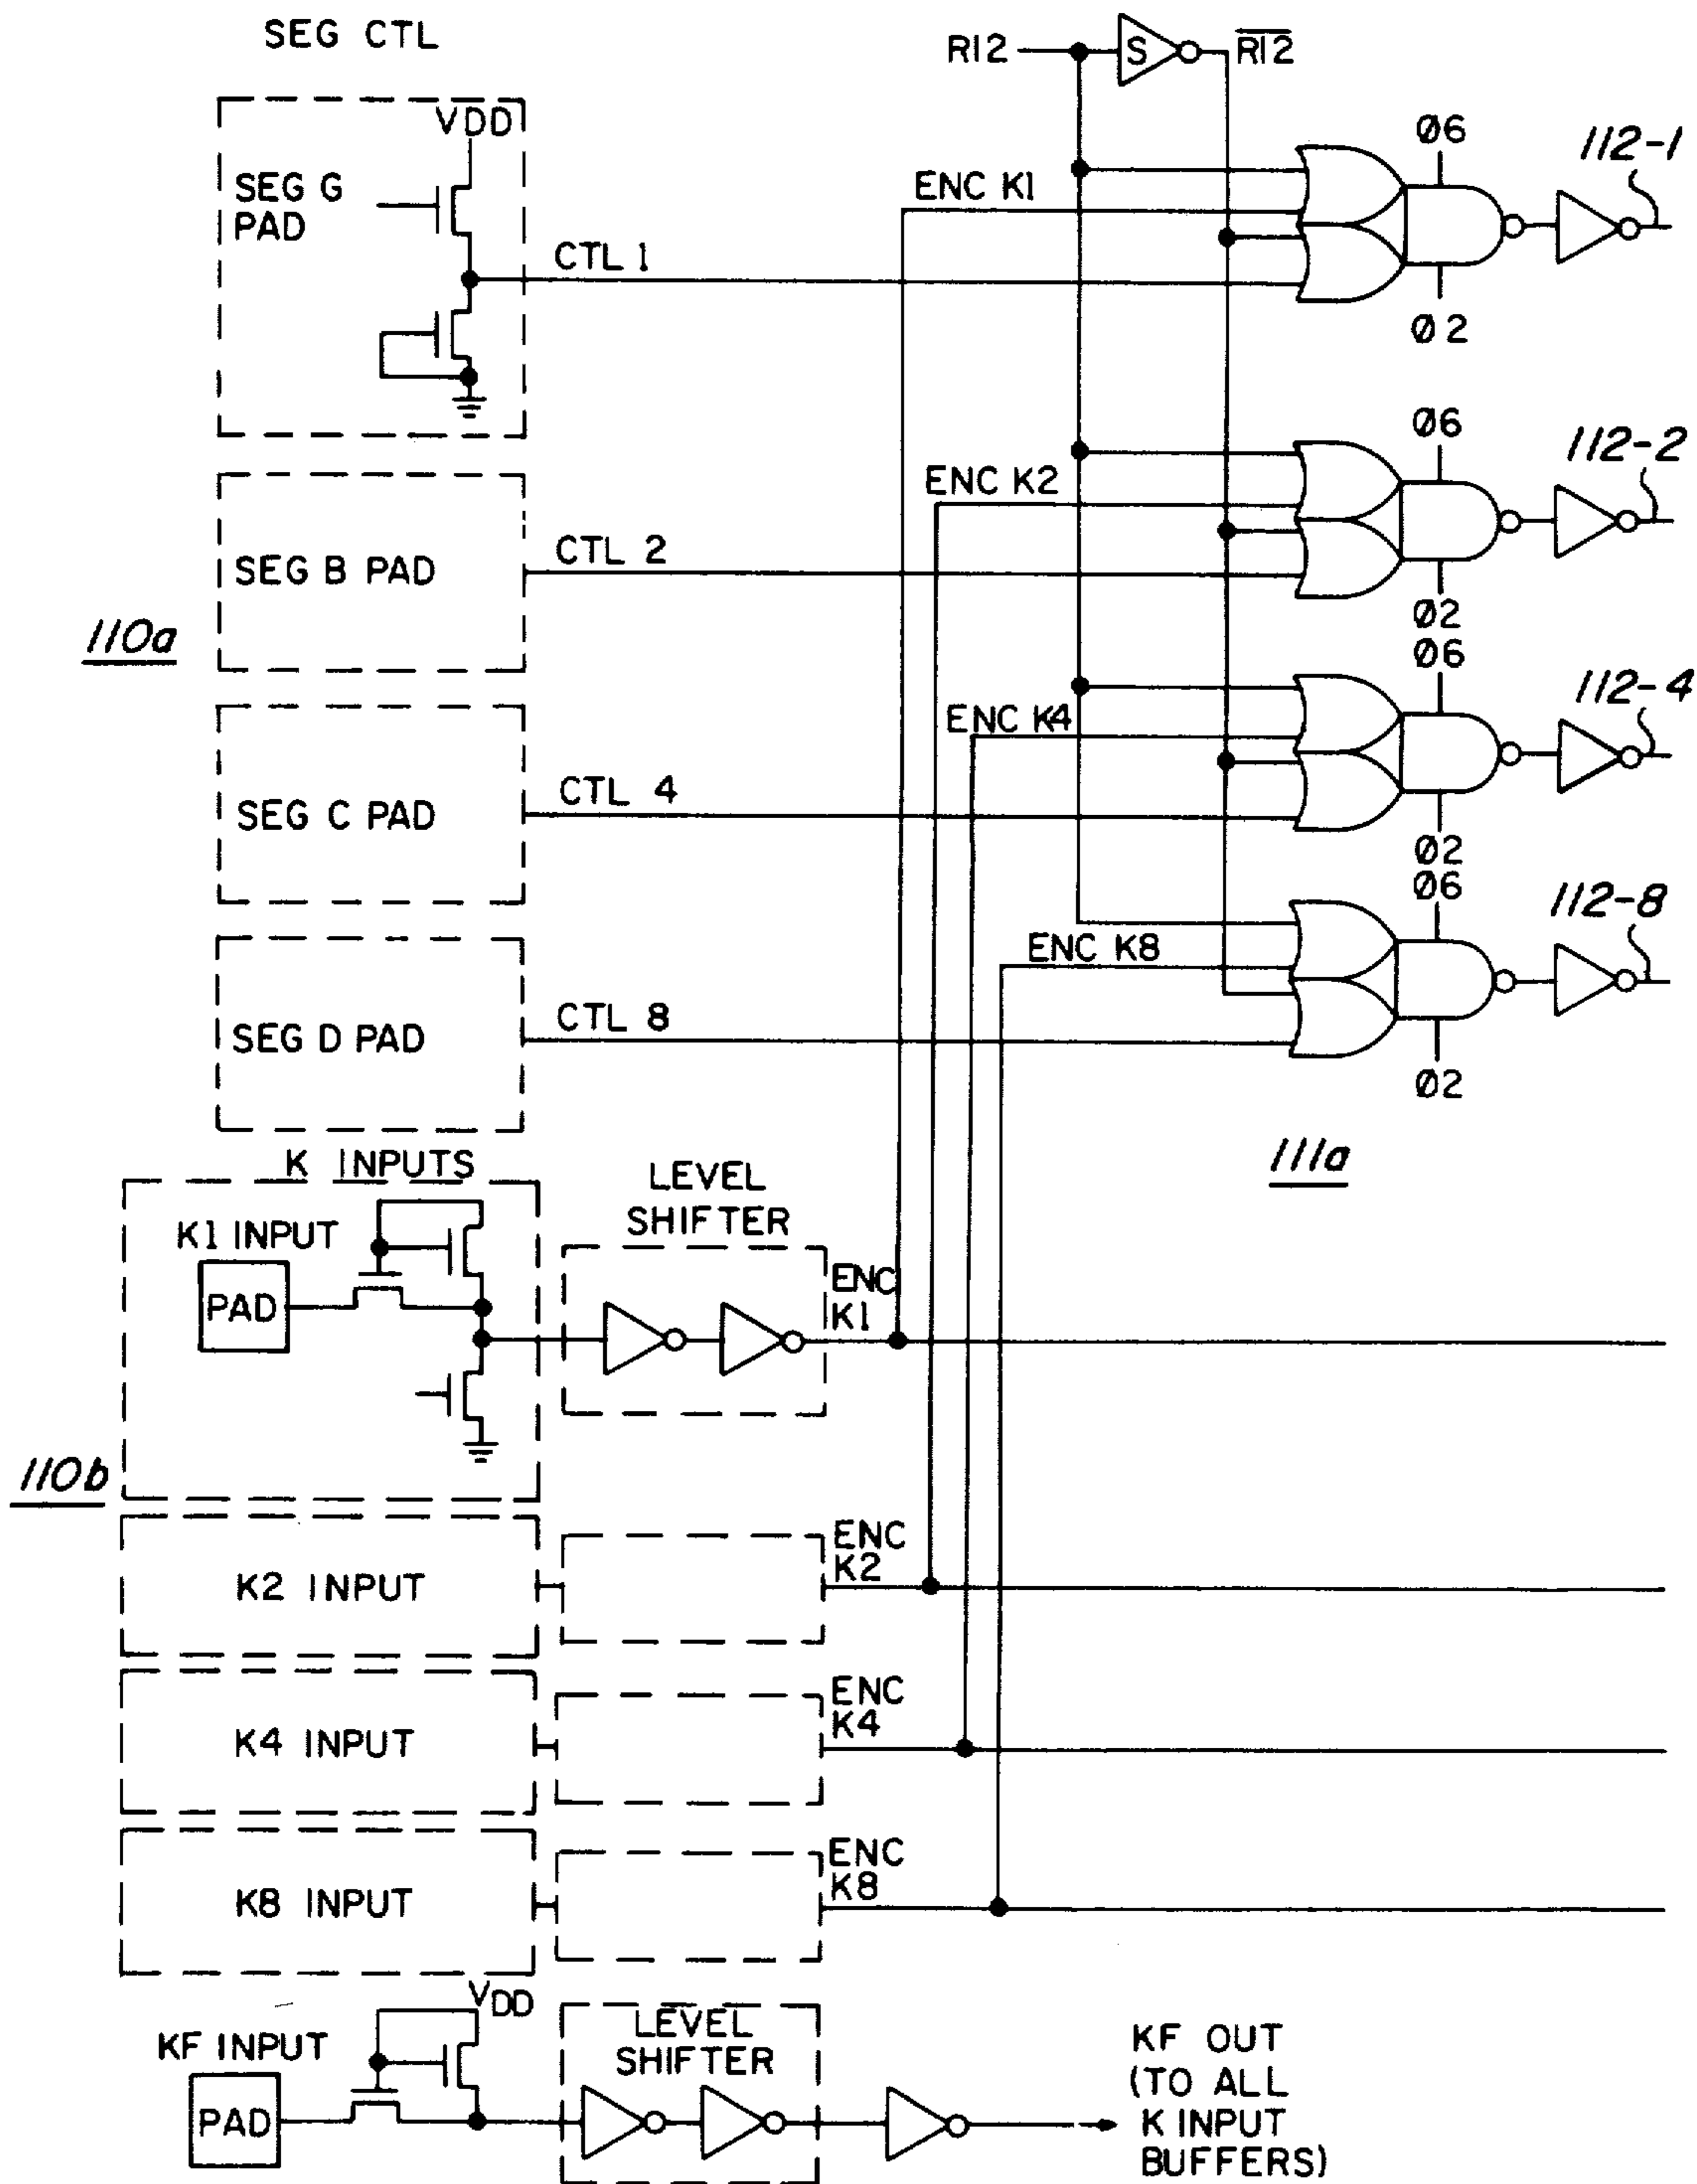 SEG CTL
RI2
S
RI2
VDD
SEG G
PAD
CTL 1
ENC K1
Ø6
Ø2
112-1
SEG B PAD
CTL 2
ENC K2
Ø6
Ø2
112-2
110a
SEG C PAD
CTL 4
ENC K4
Ø6
Ø2
112-4
SEG D PAD
CTL 8
ENC K8
Ø6
Ø2
112-8
111a
K INPUTS
K1 INPUT
PAD
LEVEL
SHIFTER
ENC
K1
110b
K2 INPUT
ENC
K2
K4 INPUT
ENC
K4
K8 INPUT
ENC
K8
VDD
KF INPUT
PAD
LEVEL
SHIFTER
KF OUT
(TO ALL
K INPUT
BUFFERS)